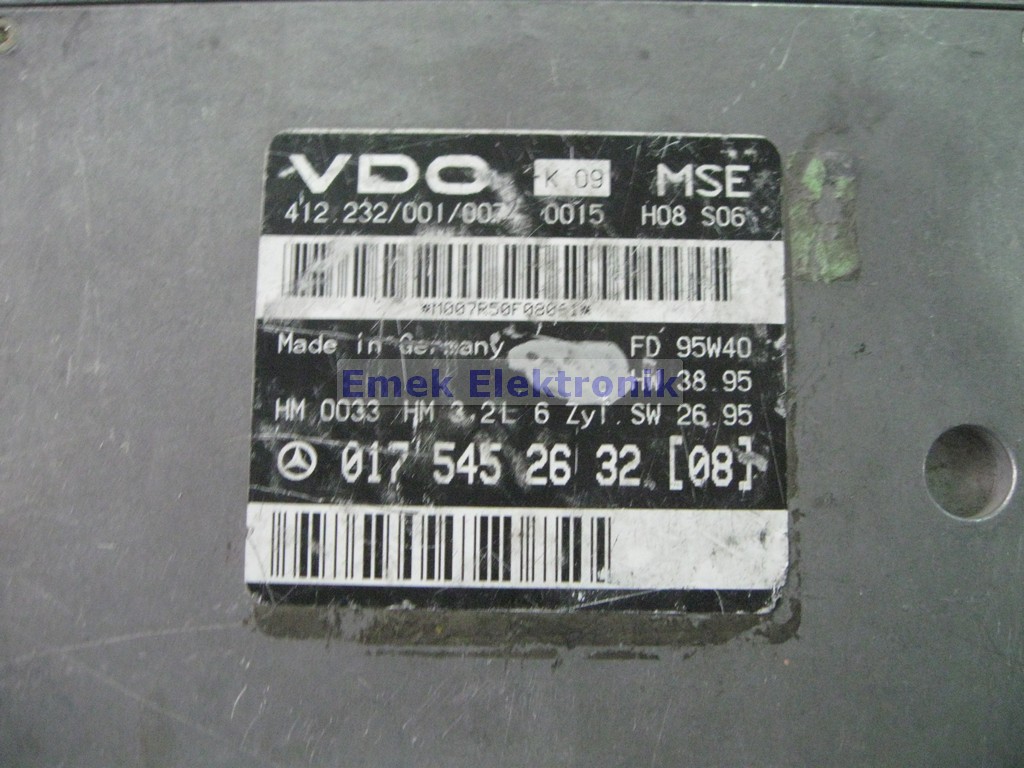 VDO K 09 MSE
412.232/001/007/ 0015 H08 S06
Made in Germany FD 95W40
Emek Elektronik HW 38.95
HM 0033 HM 3.2L 6 Zyl. SW 26.95
017 545 26 32 [08]